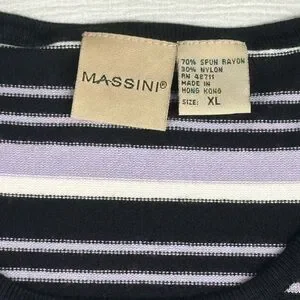 MASSINI®
70% SPUN RAYON
30% NYLON
RN 48711
MADE IN
HONG KONG
SIZE: XL